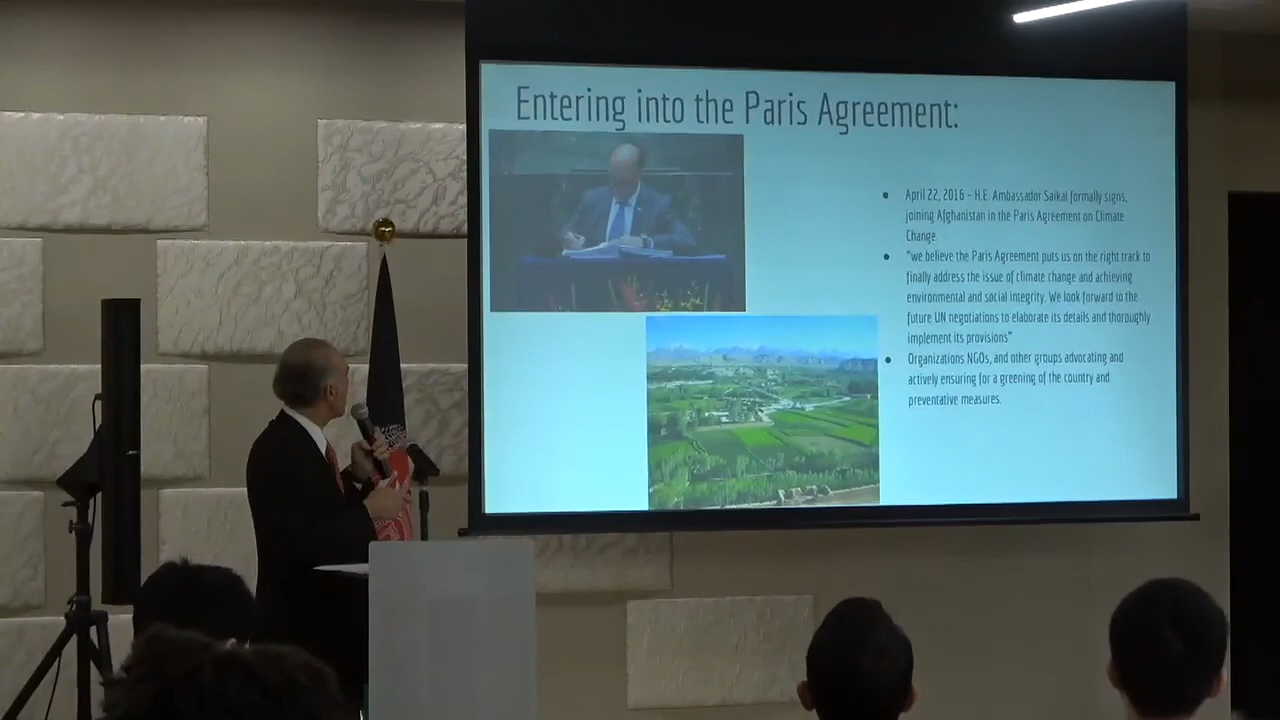 Entering into the Paris Agreement:
April 22, 2016 - H.E. Ambassador Saikal formally signs,
joining Afghanistan in the Paris Agreement on Climate
Change.
"we believe the Paris Agreement puts us on the right track to
finally address the issue of climate change and achieving
environmental and social integrity. We look forward to the
future UN negotiations to elaborate its details and thoroughly
implement its provisions"
Organizations NGOs, and other groups advocating and
actively ensuring for a greening of the country and
preventative measures.